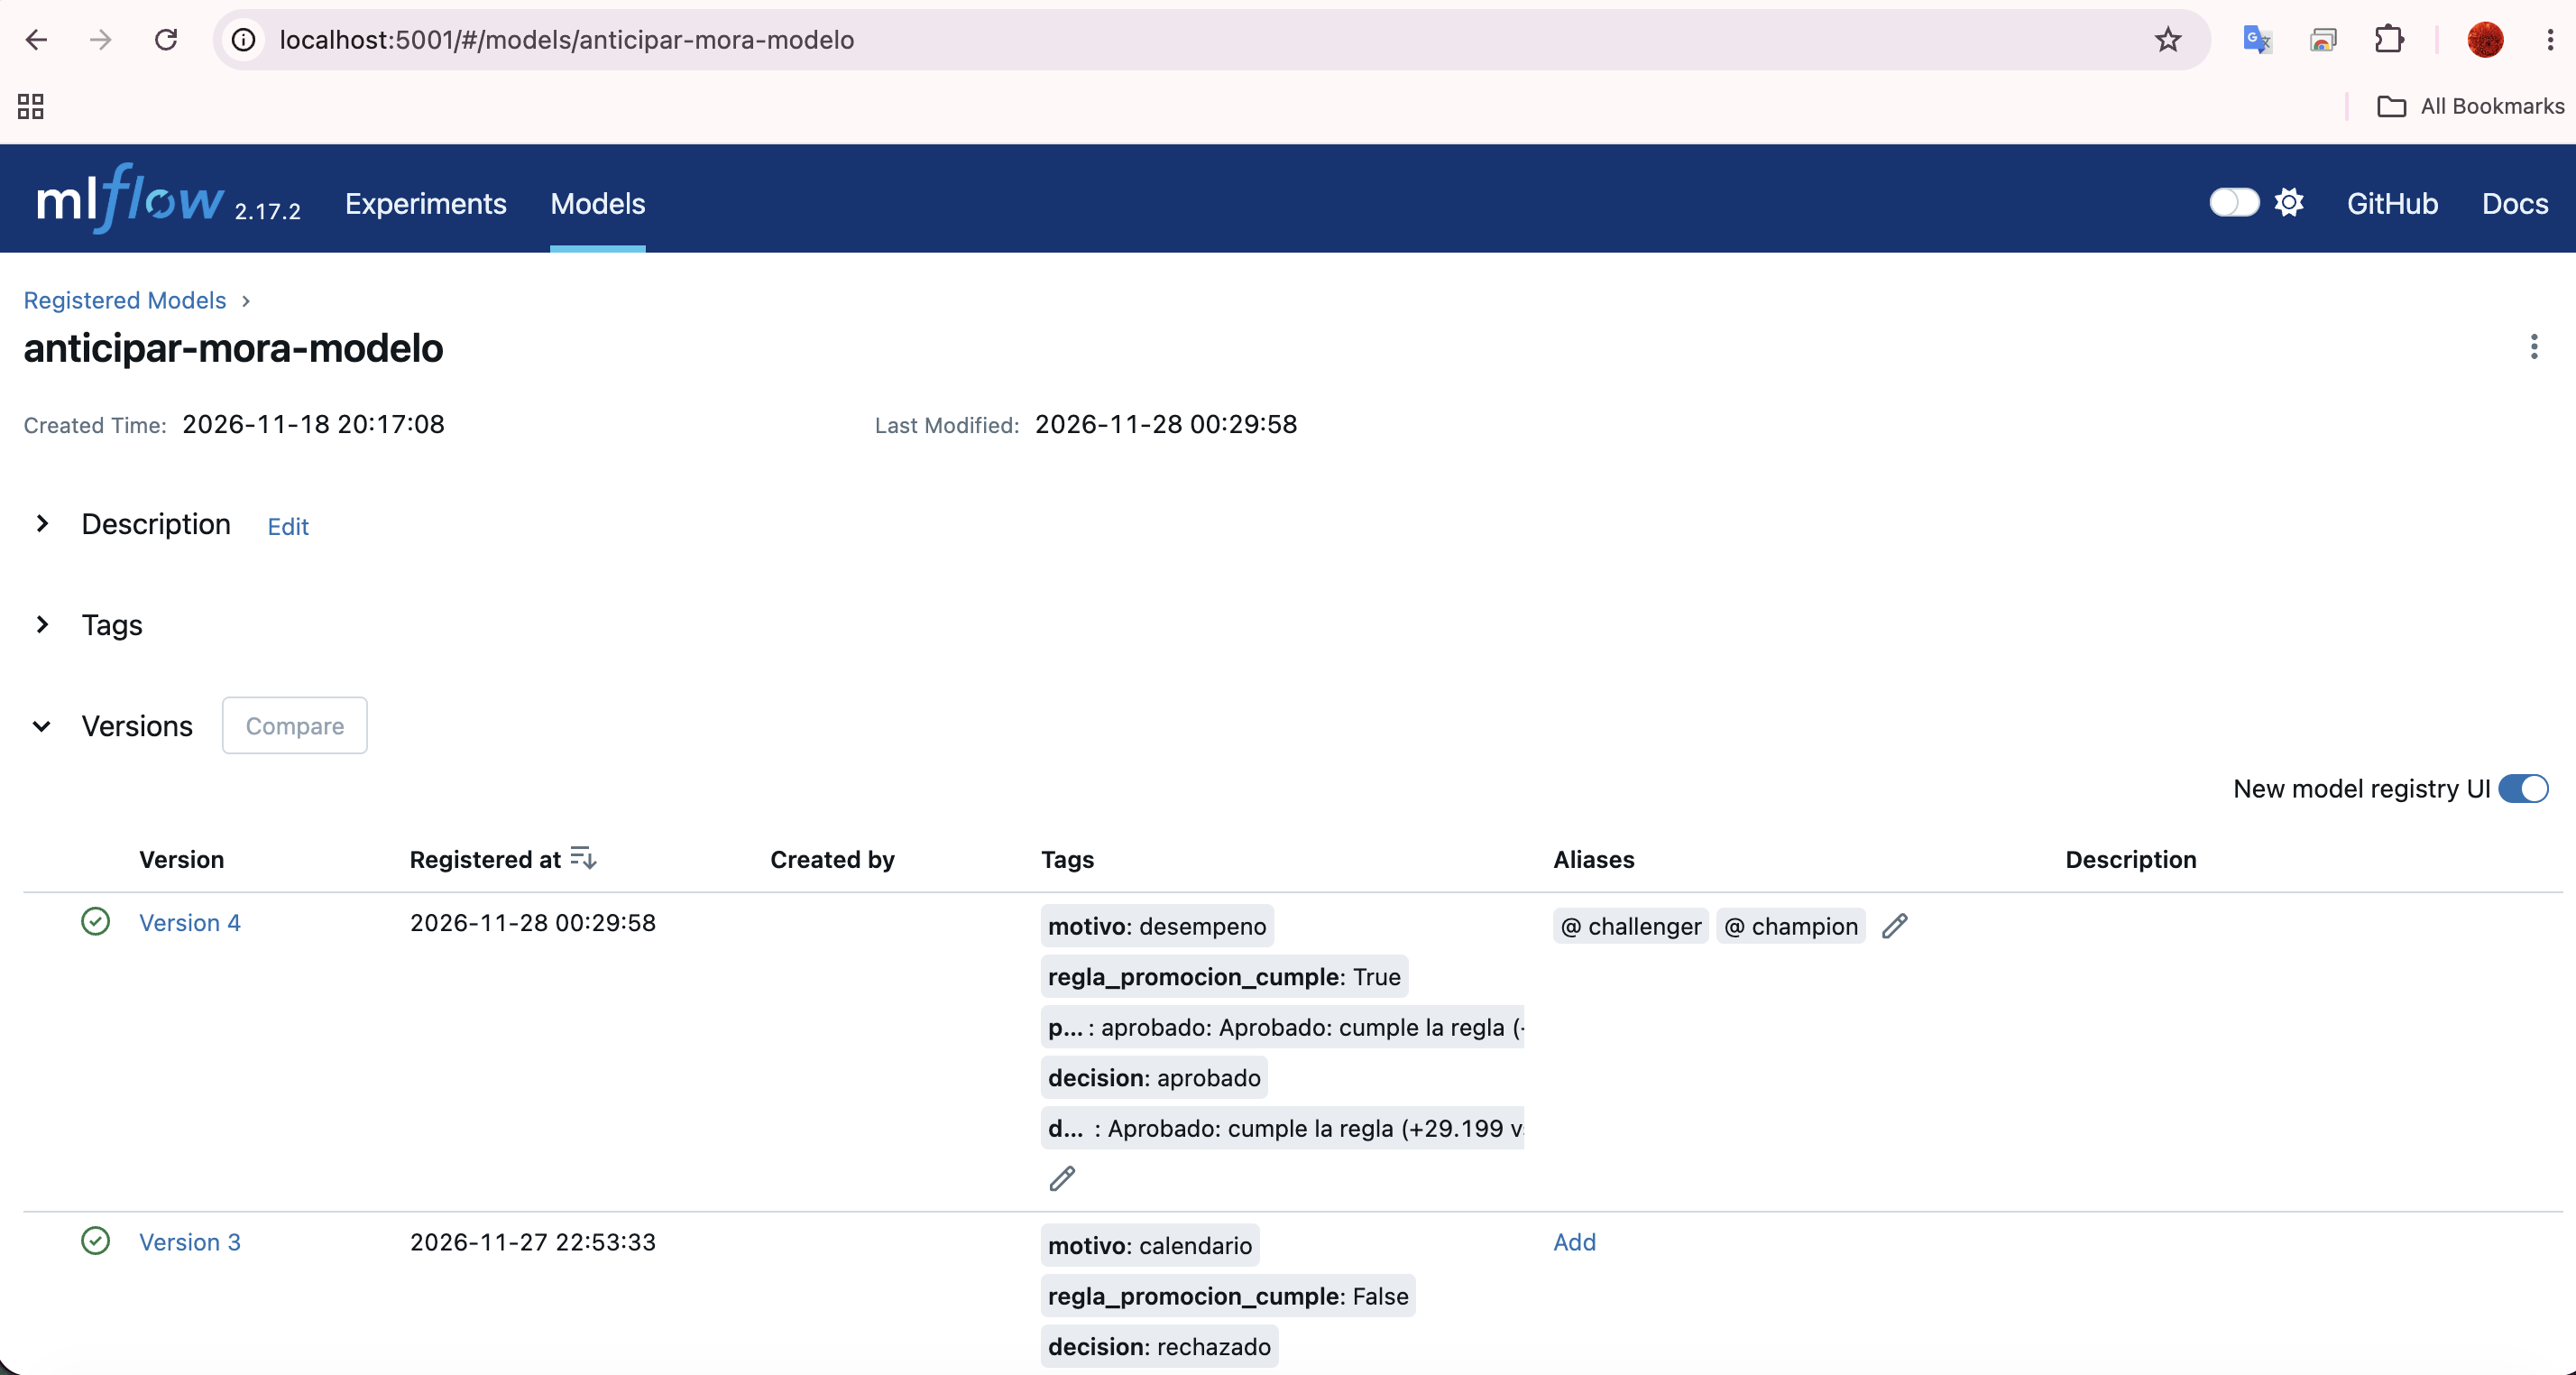 localhost:5001/#/models/anticipar-mora-modelo
All Bookmarks
mlflow 2.17.2 Experiments Models GitHub Docs
Registered Models >
anticipar-mora-modelo
Created Time: 2026-11-18 20:17:08 Last Modified: 2026-11-28 00:29:58
Description Edit
Tags
Versions Compare
New model registry UI
Version Registered at Created by Tags Aliases Description
Version 4 2026-11-28 00:29:58 motivo: desempeno @ challenger @ champion
regla_promocion_cumple: True
p... : aprobado: Aprobado: cumple la regla (
decision: aprobado
d... : Aprobado: cumple la regla (+29.199 v
Version 3 2026-11-27 22:53:33 motivo: calendario Add
regla_promocion_cumple: False
decision: rechazado